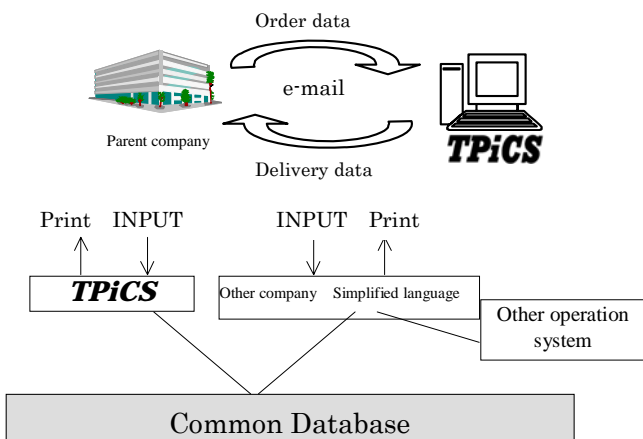 Order data
e-mail
Parent company
TPiCS
Delivery data
Print INPUT
INPUT Print
TPiCS
Other company Simplified language
Other operation
system
Common Database